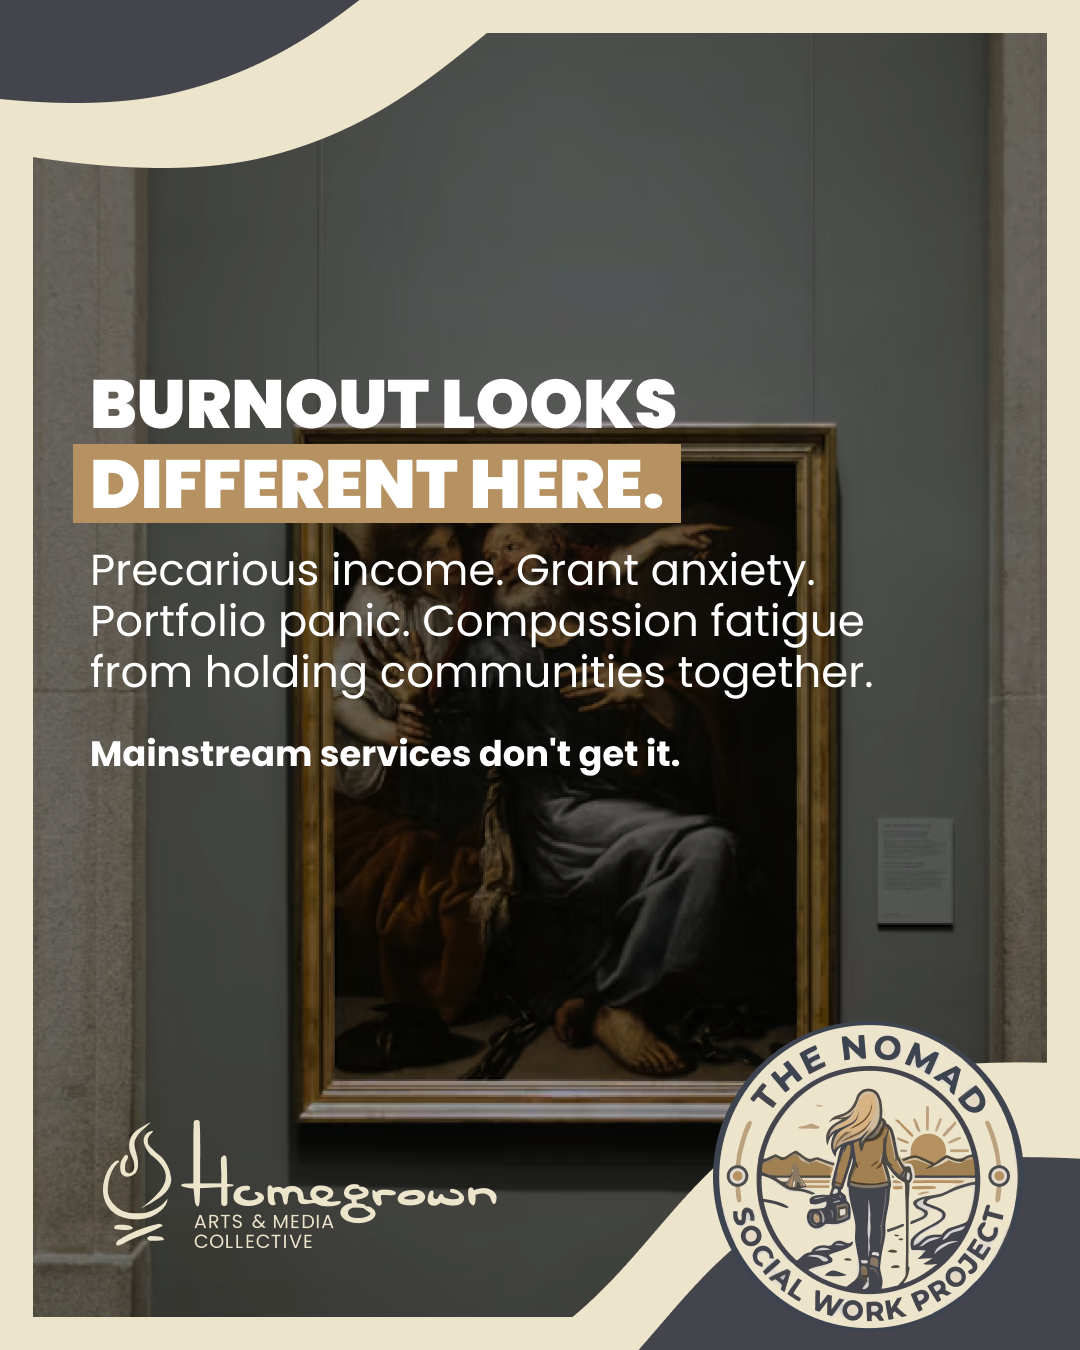 BURNOUT LOOKS
DIFFERENT HERE.
Precarious income. Grant anxiety.
Portfolio panic. Compassion fatigue
from holding communities together.
Mainstream services don't get it.
Homegrown
ARTS & MEDIA
COLLECTIVE
THE NOMAD
SOCIAL WORK PROJECT